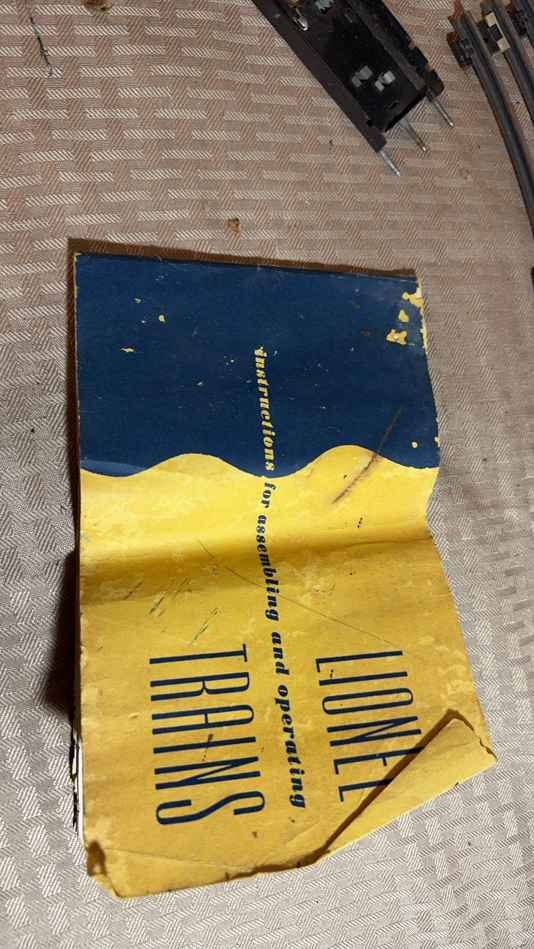 instructions for assembling and operating
LIONEL
TRAINS